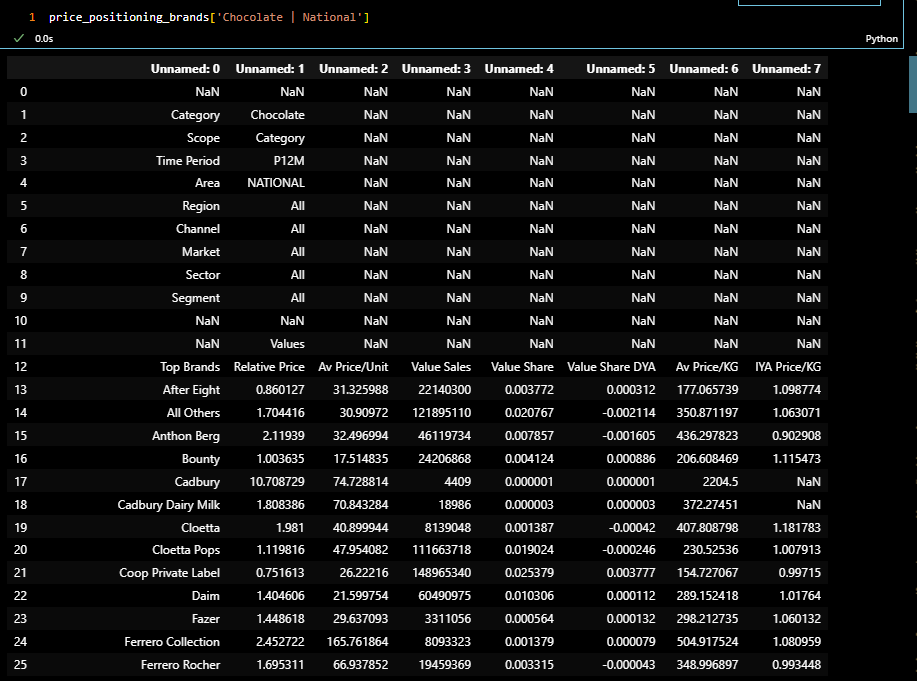 1 price_positioning_brands['Chocolate | National']
0.0s Python
Unnamed: 0 Unnamed: 1 Unnamed: 2 Unnamed: 3 Unnamed: 4 Unnamed: 5 Unnamed: 6 Unnamed: 7
0 NaN NaN NaN NaN NaN NaN NaN NaN
1 Category Chocolate NaN NaN NaN NaN NaN NaN
2 Scope Category NaN NaN NaN NaN NaN NaN
3 Time Period P12M NaN NaN NaN NaN NaN NaN
4 Area NATIONAL NaN NaN NaN NaN NaN NaN
5 Region All NaN NaN NaN NaN NaN NaN
6 Channel All NaN NaN NaN NaN NaN NaN
7 Market All NaN NaN NaN NaN NaN NaN
8 Sector All NaN NaN NaN NaN NaN NaN
9 Segment All NaN NaN NaN NaN NaN NaN
10 NaN NaN NaN NaN NaN NaN NaN NaN
11 NaN Values NaN NaN NaN NaN NaN NaN
12 Top Brands Relative Price Av Price/Unit Value Sales Value Share Value Share DYA Av Price/KG IYA Price/KG
13 After Eight 0.860127 31.325988 22140300 0.003772 0.000312 177.065739 1.098774
14 All Others 1.704416 30.90972 121895110 0.020767 -0.002114 350.871197 1.063071
15 Anthon Berg 2.11939 32.496994 46119734 0.007857 -0.001605 436.297823 0.902908
16 Bounty 1.003635 17.514835 24206868 0.004124 0.000886 206.608469 1.115473
17 Cadbury 10.708729 74.728814 4409 0.000001 0.000001 2204.5 NaN
18 Cadbury Dairy Milk 1.808386 70.843284 18986 0.000003 0.000003 372.27451 NaN
19 Cloetta 1.981 40.899944 8139048 0.001387 -0.00042 407.808798 1.181783
20 Cloetta Pops 1.119816 47.954082 111663718 0.019024 -0.000246 230.52536 1.007913
21 Coop Private Label 0.751613 26.22216 148965340 0.025379 0.003777 154.727067 0.99715
22 Daim 1.404606 21.599754 60490975 0.010306 0.000112 289.152418 1.01764
23 Fazer 1.448618 29.637093 3311056 0.000564 0.000132 298.212735 1.060132
24 Ferrero Collection 2.452722 165.761864 8093323 0.001379 0.000079 504.917524 1.080959
25 Ferrero Rocher 1.695311 66.937852 19459369 0.003315 -0.000043 348.996897 0.993448